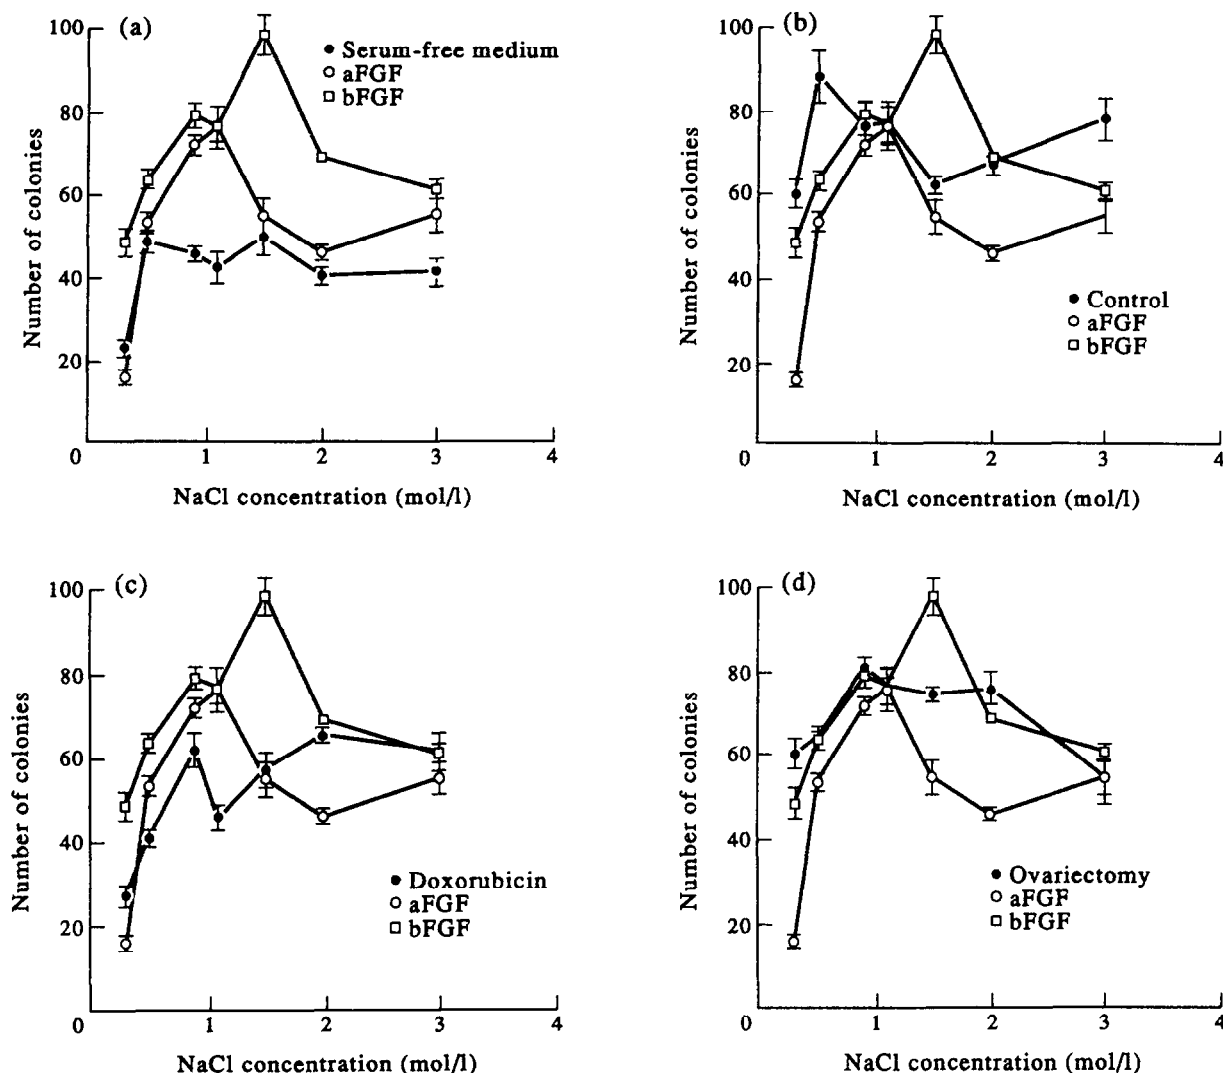 (a)
100
80
60
40
20
0
1
2
3
4
Number of colonies
NaCl concentration (mol/l)
Serum-free medium
aFGF
bFGF
(b)
100
80
60
40
20
0
1
2
3
4
Number of colonies
NaCl concentration (mol/l)
Control
aFGF
bFGF
(c)
100
80
60
40
20
0
1
2
3
4
Number of colonies
NaCl concentration (mol/l)
Doxorubicin
aFGF
bFGF
(d)
100
80
60
40
20
0
1
2
3
4
Number of colonies
NaCl concentration (mol/l)
Ovariectomy
aFGF
bFGF